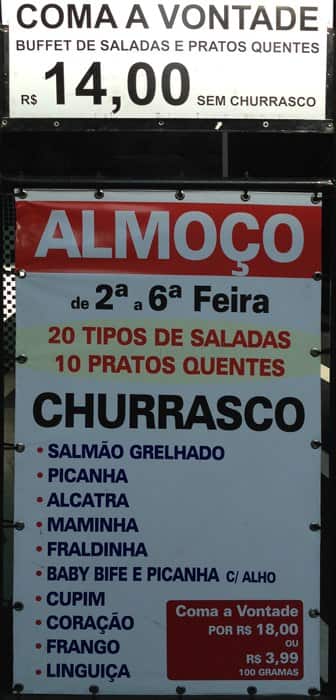 COMA A VONTADE
BUFFET DE SALADAS E PRATOS QUENTES
R$ 14,00 SEM CHURRASCO
ALMOÇO
de 2ª a 6ª Feira
20 TIPOS DE SALADAS
10 PRATOS QUENTES
CHURRASCO
• SALMÃO GRELHADO
• PICANHA
• ALCATRA
• MAMINHA
• FRALDINHA
• BABY BIFE E PICANHA C/ ALHO
• CUPIM
• CORAÇÃO
• FRANGO
• LINGUIÇA
Coma a Vontade
POR R$ 18,00
OU
R$ 3,99
100 GRAMAS